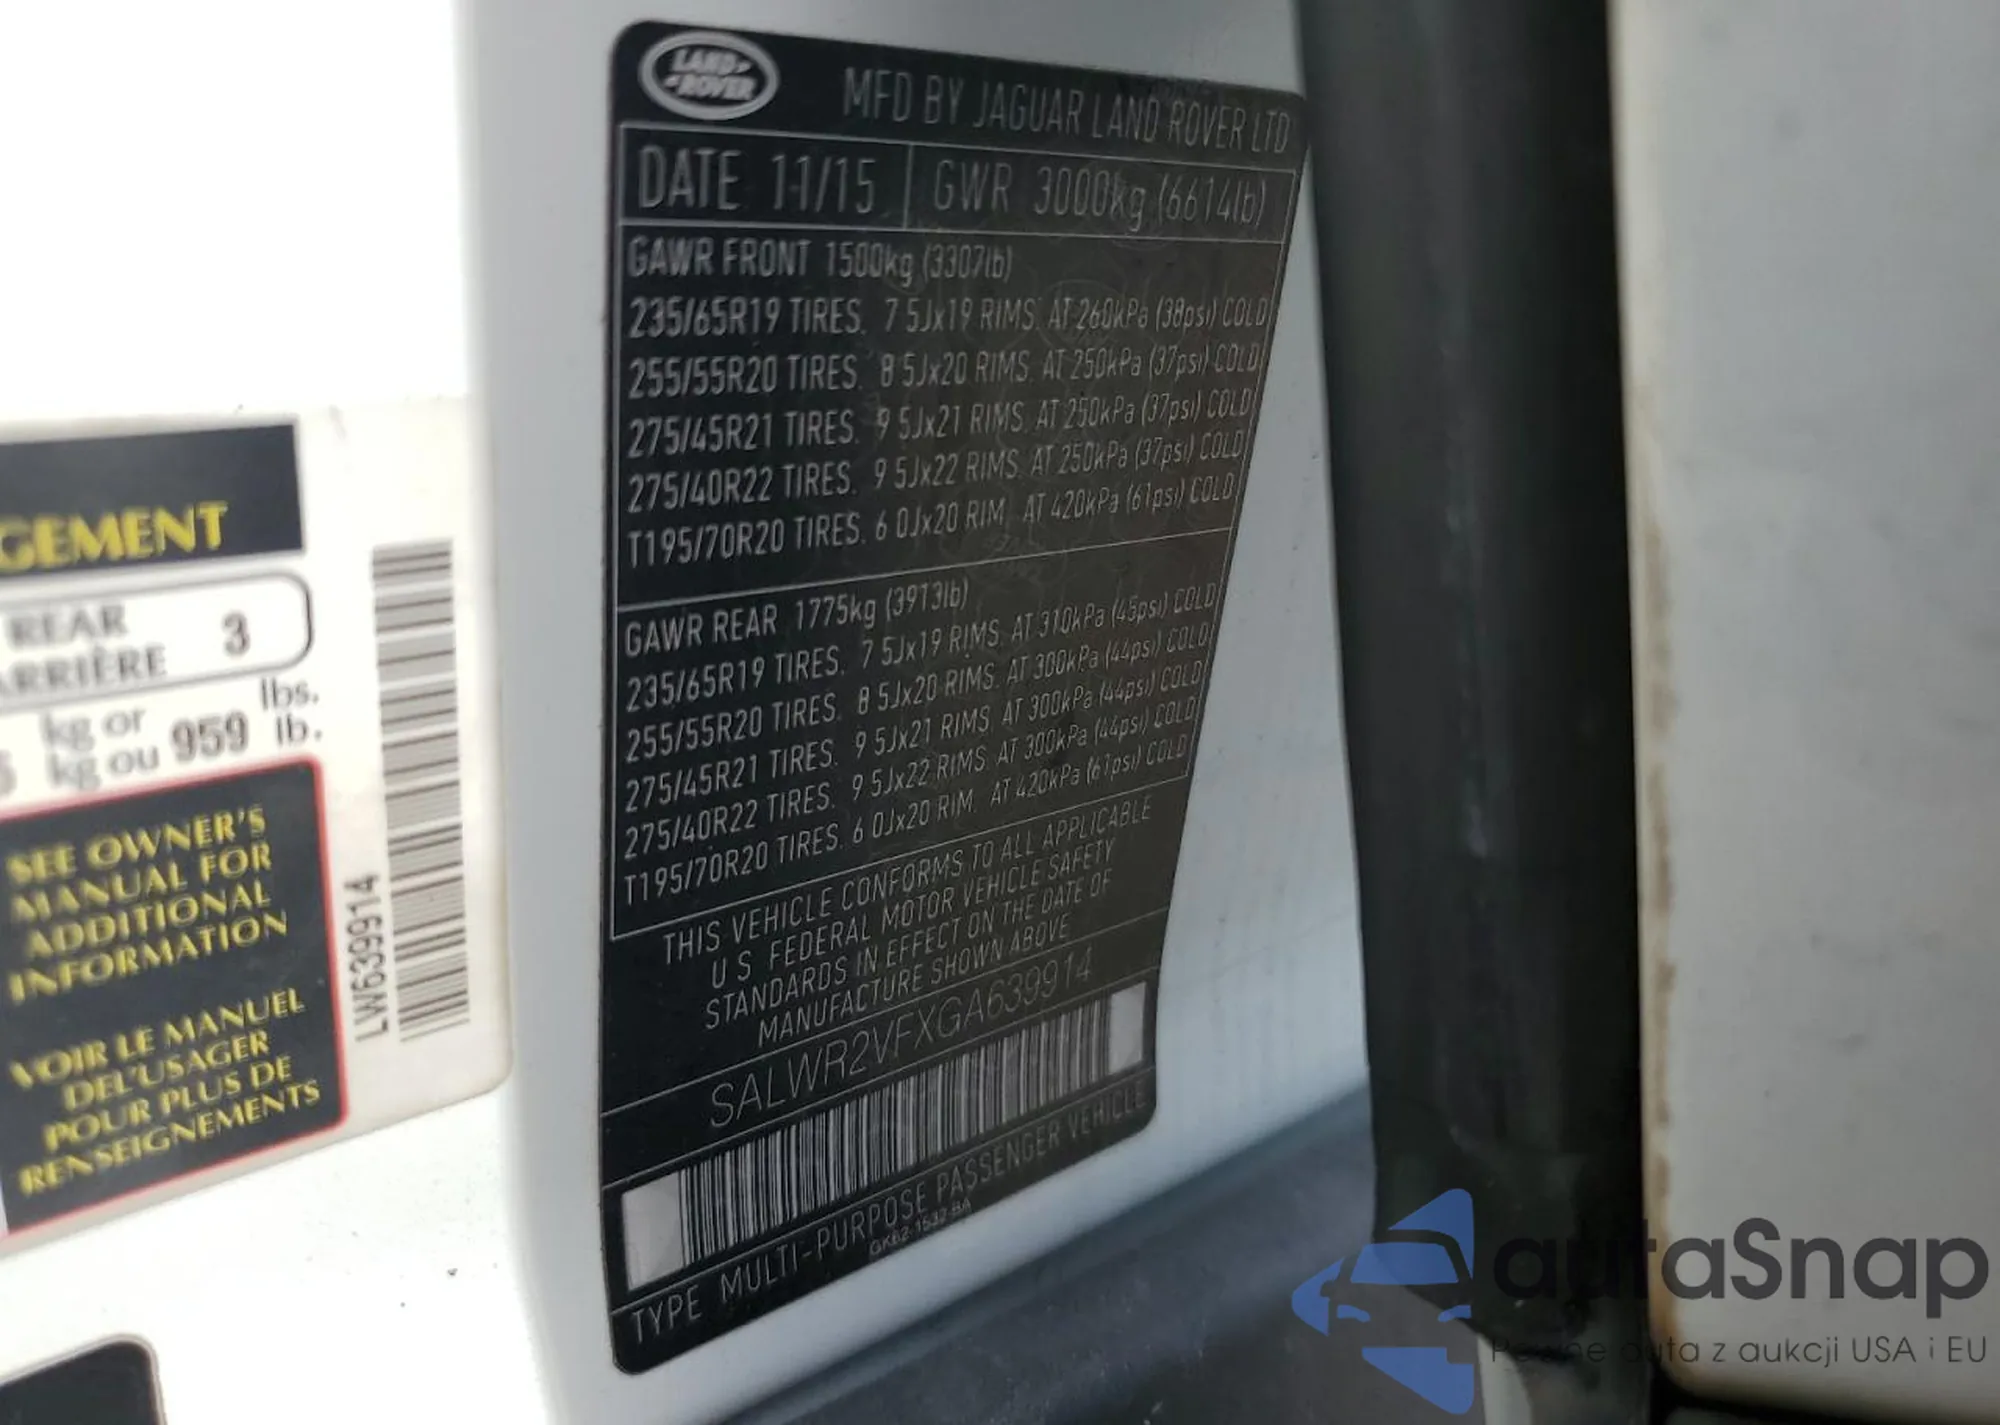 LAND ROVER
MFD BY JAGUAR LAND ROVER LTD
DATE 11/15 GWR 3000kg (6614lb)
GAWR FRONT 1500kg (3307lb)
235/65R19 TIRES. 7 5Jx19 RIMS. AT 260kPa (38psi) COLD
255/55R20 TIRES. 8 5Jx20 RIMS. AT 250kPa (37psi) COLD
275/45R21 TIRES. 9 5Jx21 RIMS. AT 250kPa (37psi) COLD
275/40R22 TIRES. 9 5Jx22 RIMS. AT 250kPa (37psi) COLD
T195/70R20 TIRES. 6 0Jx20 RIM AT 420kPa (61psi) COLD
GAWR REAR 1775kg (3913lb)
235/65R19 TIRES. 7 5Jx19 RIMS. AT 310kPa (45psi) COLD
255/55R20 TIRES. 8 5Jx20 RIMS. AT 300kPa (44psi) COLD
275/45R21 TIRES. 9 5Jx21 RIMS AT 300kPa (44psi) COLD
275/40R22 TIRES. 9 5Jx22 RIMS AT 300kPa (44psi) COLD
T195/70R20 TIRES. 6 0Jx20 RIM AT 420kPa (61psi) COLD
THIS VEHICLE CONFORMS TO ALL APPLICABLE
U S FEDERAL MOTOR VEHICLE SAFETY
STANDARDS IN EFFECT ON THE DATE OF
MANUFACTURE SHOWN ABOVE
SALWR2VFXGA639914
TYPE MULTI-PURPOSE PASSENGER VEHICLE
GEMENT
REAR 3
ARRIÈRE
kg or lbs.
kg ou 959 lb.
SEE OWNER'S
MANUAL FOR
ADDITIONAL
INFORMATION
VOIR LE MANUEL
DEL'USAGER
POUR PLUS DE
RENSEIGNEMENTS
LW639914
autaSnap
Pewne auta z aukcji USA i EU